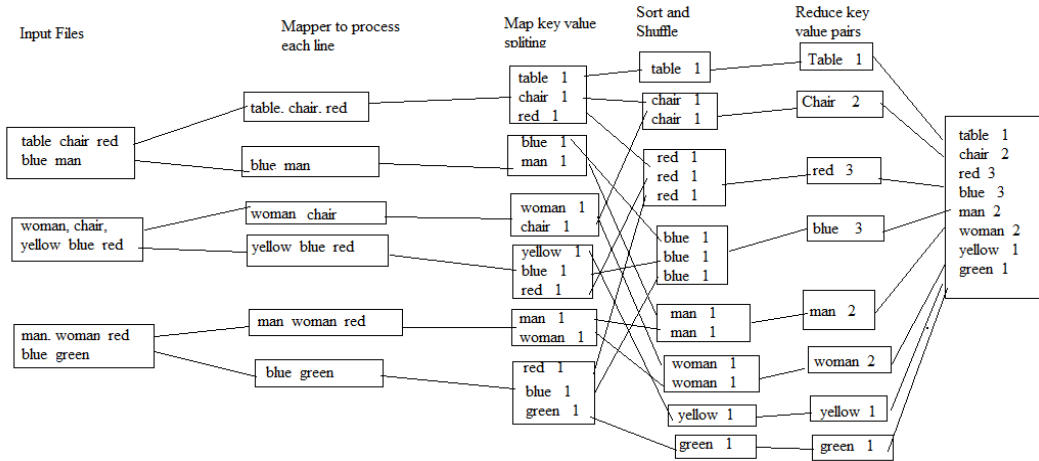 Input Files
Mapper to process
each line
Map key value
spliting
Sort and
Shuffle
Reduce key
value pairs
table chair red
blue man
woman, chair,
yellow blue red
man. woman red
blue green
table. chair. red
blue man
woman chair
yellow blue red
man woman red
blue green
table 1
chair 1
red 1
blue 1
man 1
woman 1
chair 1
yellow 1
blue 1
red 1
man 1
woman 1
red 1
blue 1
green 1
table 1
chair 1
chair 1
red 1
red 1
red 1
blue 1
blue 1
blue 1
man 1
man 1
woman 1
woman 1
yellow 1
green 1
Table 1
Chair 2
red 3
blue 3
man 2
woman 2
yellow 1
green 1
table 1
chair 2
red 3
blue 3
man 2
woman 2
yellow 1
green 1